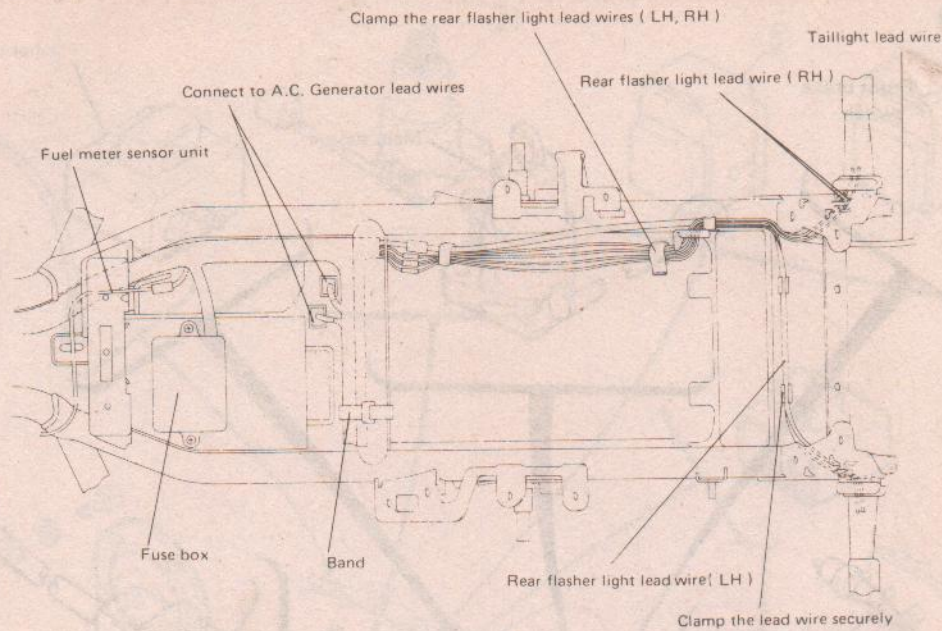 Clamp the rear flasher light lead wires ( LH, RH )
Taillight lead wire
Rear flasher light lead wire ( RH )
Connect to A.C. Generator lead wires
Fuel meter sensor unit
Fuse box
Band
Rear flasher light lead wire( LH )
Clamp the lead wire securely